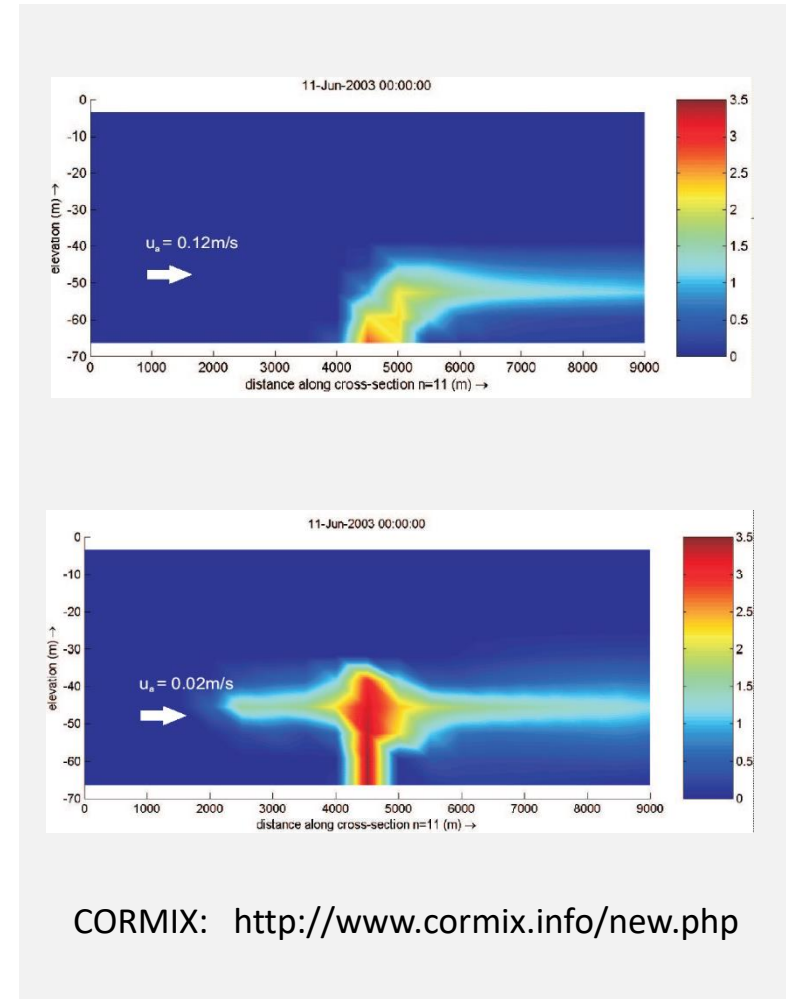 11-Jun-2003 00:00:00
0
-10
-20
-30
-40
-50
-60
-70
elevation (m) →
uₐ = 0.12m/s
0 1000 2000 3000 4000 5000 6000 7000 8000 9000
distance along cross-section n=11 (m) →
3.5
3
2.5
2
1.5
1
0.5
0
11-Jun-2003 00:00:00
0
-10
-20
-30
-40
-50
-60
-70
elevation (m) →
uₐ = 0.02m/s
0 1000 2000 3000 4000 5000 6000 7000 8000 9000
distance along cross-section n=11 (m) →
3.5
3
2.5
2
1.5
1
0.5
0
CORMIX: http://www.cormix.info/new.php